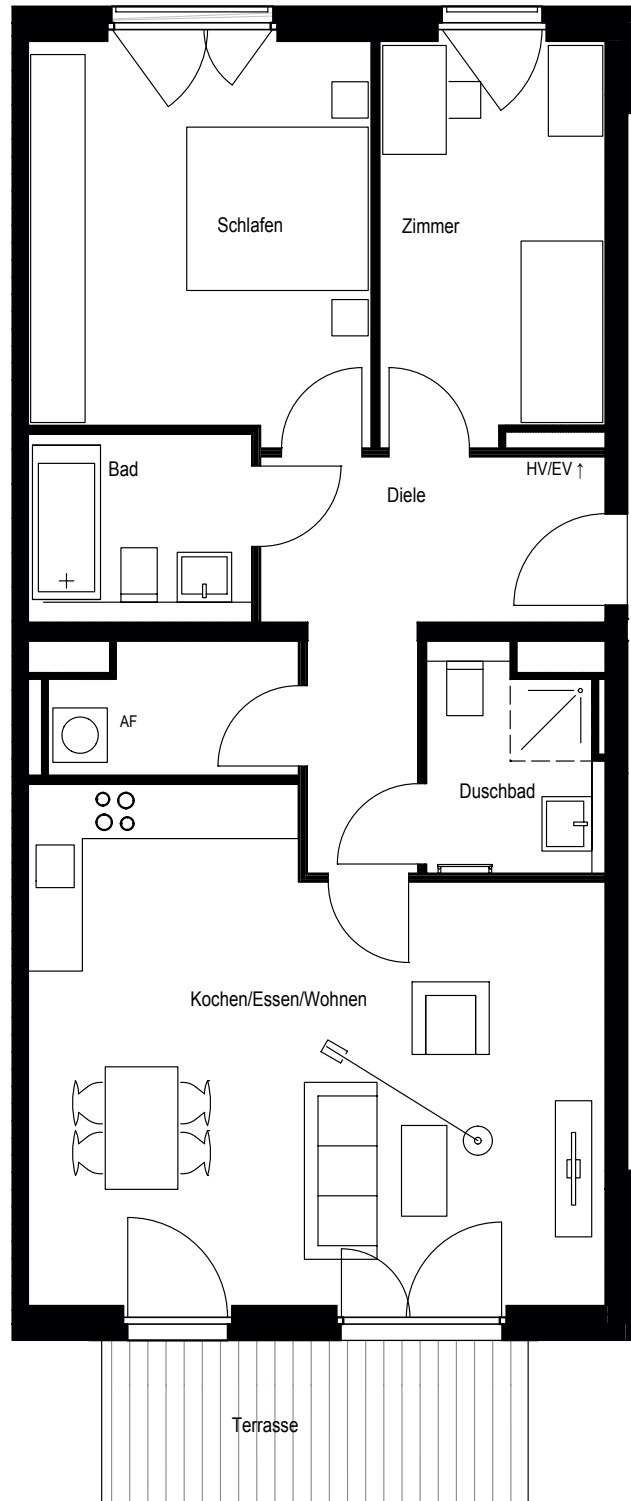 Schlafen
Zimmer
Bad
HV/EV ↑
Diele
AF
Duschbad
Kochen/Essen/Wohnen
Terrasse